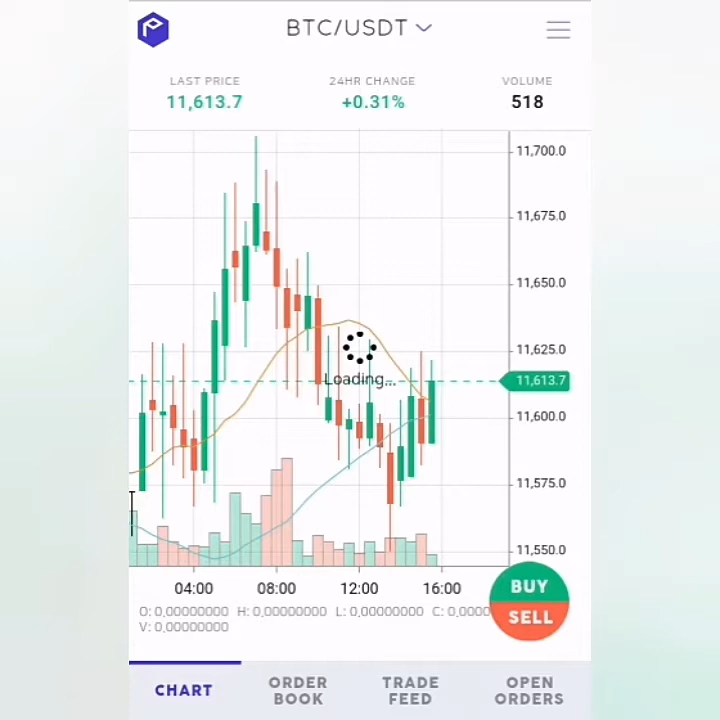 BTC/USDT
LAST PRICE
24HR CHANGE
VOLUME
11,613.7
+0.31%
518
11,700.0
11,675.0
11,650.0
11,625.0
Loading...
11,613.7
11,600.0
11,575.0
11,550.0
04:00
08:00
12:00
16:00
BUY
SELL
O: 0,00000000 H: 0,00000000 L: 0,00000000 C: 0,0000
V: 0,00000000
CHART
ORDER
BOOK
TRADE
FEED
OPEN
ORDERS